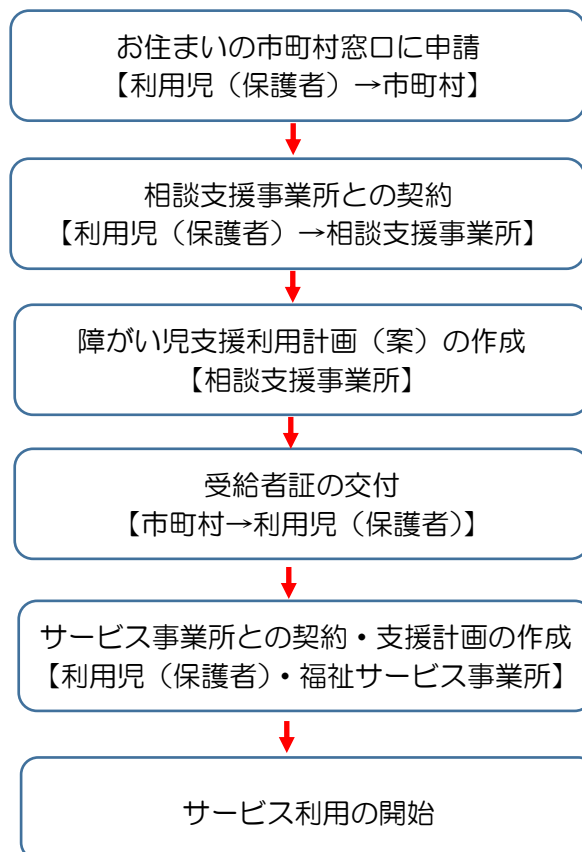 お住まいの市町村窓口に申請
【利用児（保護者）→市町村】
相談支援事業所との契約
【利用児（保護者）→相談支援事業所】
障がい児支援利用計画（案）の作成
【相談支援事業所】
受給者証の交付
【市町村→利用児（保護者）】
サービス事業所との契約・支援計画の作成
【利用児（保護者）・福祉サービス事業所】
サービス利用の開始